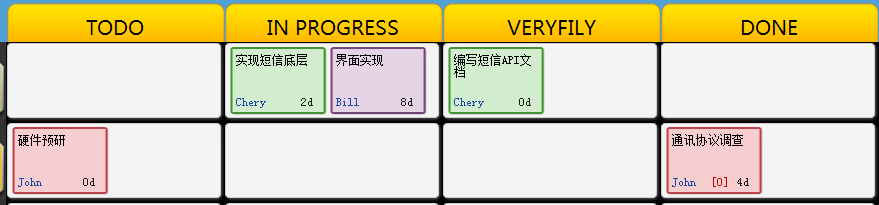 TODO
IN PROGRESS
VERYFILY
DONE
实现短信底层
Chery 2d
界面实现
Bill 8d
编写短信API文
档
Chery 0d
硬件预研
John 0d
通讯协议调查
John [0] 4d